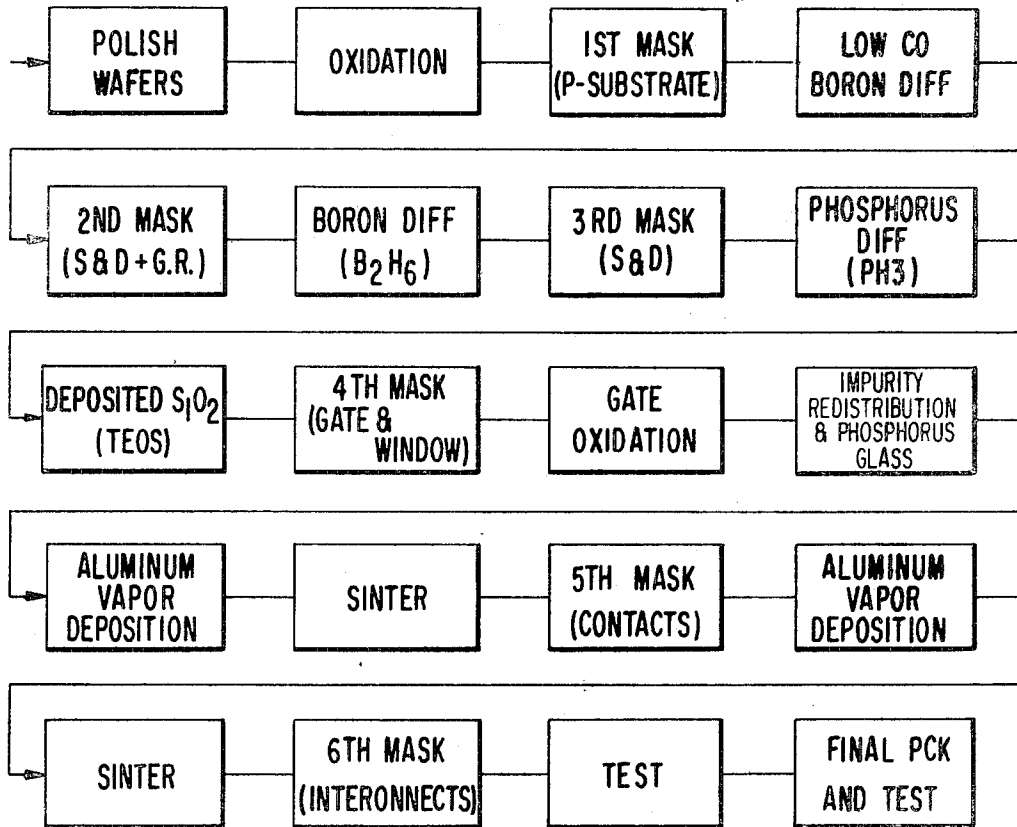 POLISH
WAFERS
OXIDATION
1ST MASK
(P-SUBSTRATE)
LOW CO
BORON DIFF
2ND MASK
(S&D+G.R.)
BORON DIFF
(B₂H₆)
3RD MASK
(S&D)
PHOSPHORUS
DIFF
(PH3)
DEPOSITED SᵢO₂
(TEOS)
4TH MASK
(GATE &
WINDOW)
GATE
OXIDATION
IMPURITY
REDISTRIBUTION
& PHOSPHORUS
GLASS
ALUMINUM
VAPOR
DEPOSITION
SINTER
5TH MASK
(CONTACTS)
ALUMINUM
VAPOR
DEPOSITION
SINTER
6TH MASK
(INTERONNECTS)
TEST
FINAL PCK
AND TEST